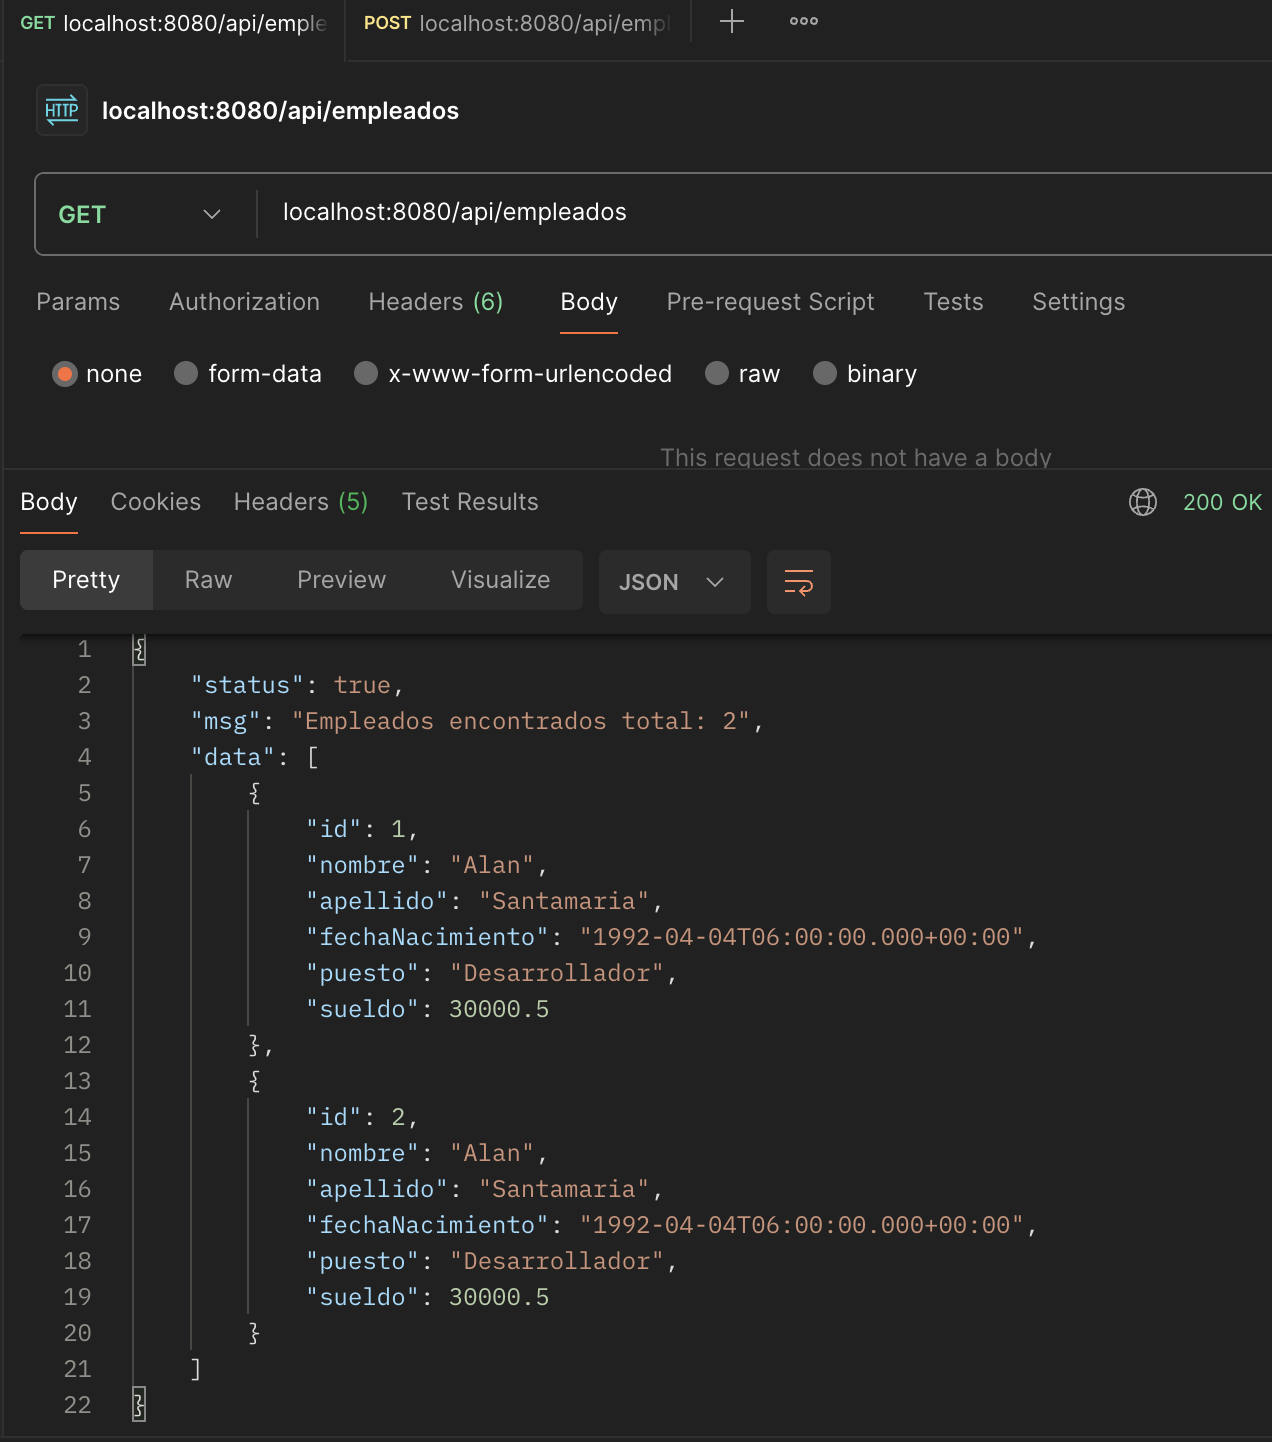 GET localhost:8080/api/emple POST localhost:8080/api/empl
HTTP localhost:8080/api/empleados
GET localhost:8080/api/empleados
Params Authorization Headers (6) Body Pre-request Script Tests Settings
none form-data x-www-form-urlencoded raw binary
This request does not have a body
Body Cookies Headers (5) Test Results 200 OK
Pretty Raw Preview Visualize JSON
1 {
2 "status": true,
3 "msg": "Empleados encontrados total: 2",
4 "data": [
5 {
6 "id": 1,
7 "nombre": "Alan",
8 "apellido": "Santamaria",
9 "fechaNacimiento": "1992-04-04T06:00:00.000+00:00",
10 "puesto": "Desarrollador",
11 "sueldo": 30000.5
12 },
13 {
14 "id": 2,
15 "nombre": "Alan",
16 "apellido": "Santamaria",
17 "fechaNacimiento": "1992-04-04T06:00:00.000+00:00",
18 "puesto": "Desarrollador",
19 "sueldo": 30000.5
20 }
21 ]
22 }